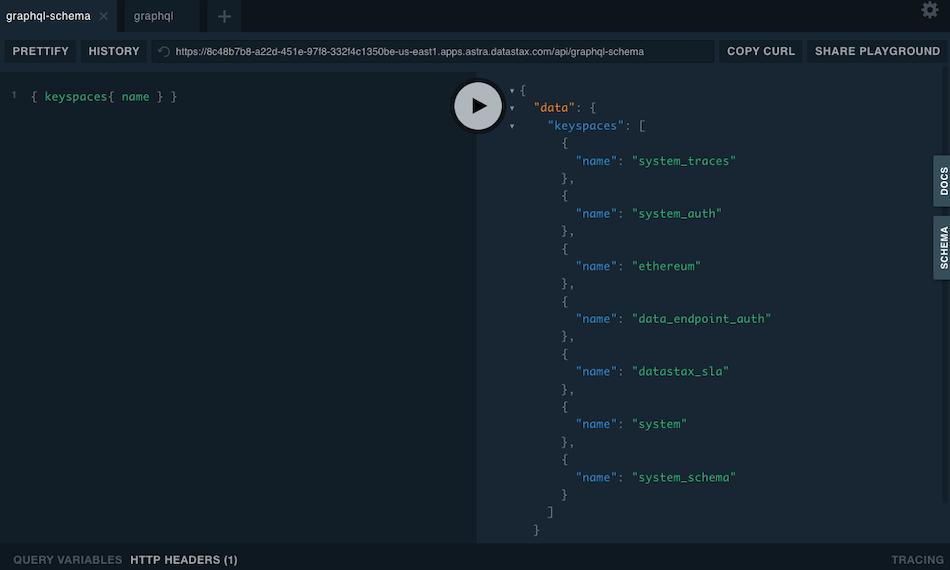 graphql-schema × graphql +
PRETTIFY HISTORY https://8c48b7b8-a22d-451e-97f8-332f4c1350be-us-east1.apps.astra.datastax.com/api/graphql-schema COPY CURL SHARE PLAYGROUND
1 { keyspaces{ name } }
{
"data": {
"keyspaces": [
{
"name": "system_traces"
},
{
"name": "system_auth"
},
{
"name": "ethereum"
},
{
"name": "data_endpoint_auth"
},
{
"name": "datastax_sla"
},
{
"name": "system"
},
{
"name": "system_schema"
}
]
}
DOCS
SCHEMA
QUERY VARIABLES HTTP HEADERS (1) TRACING